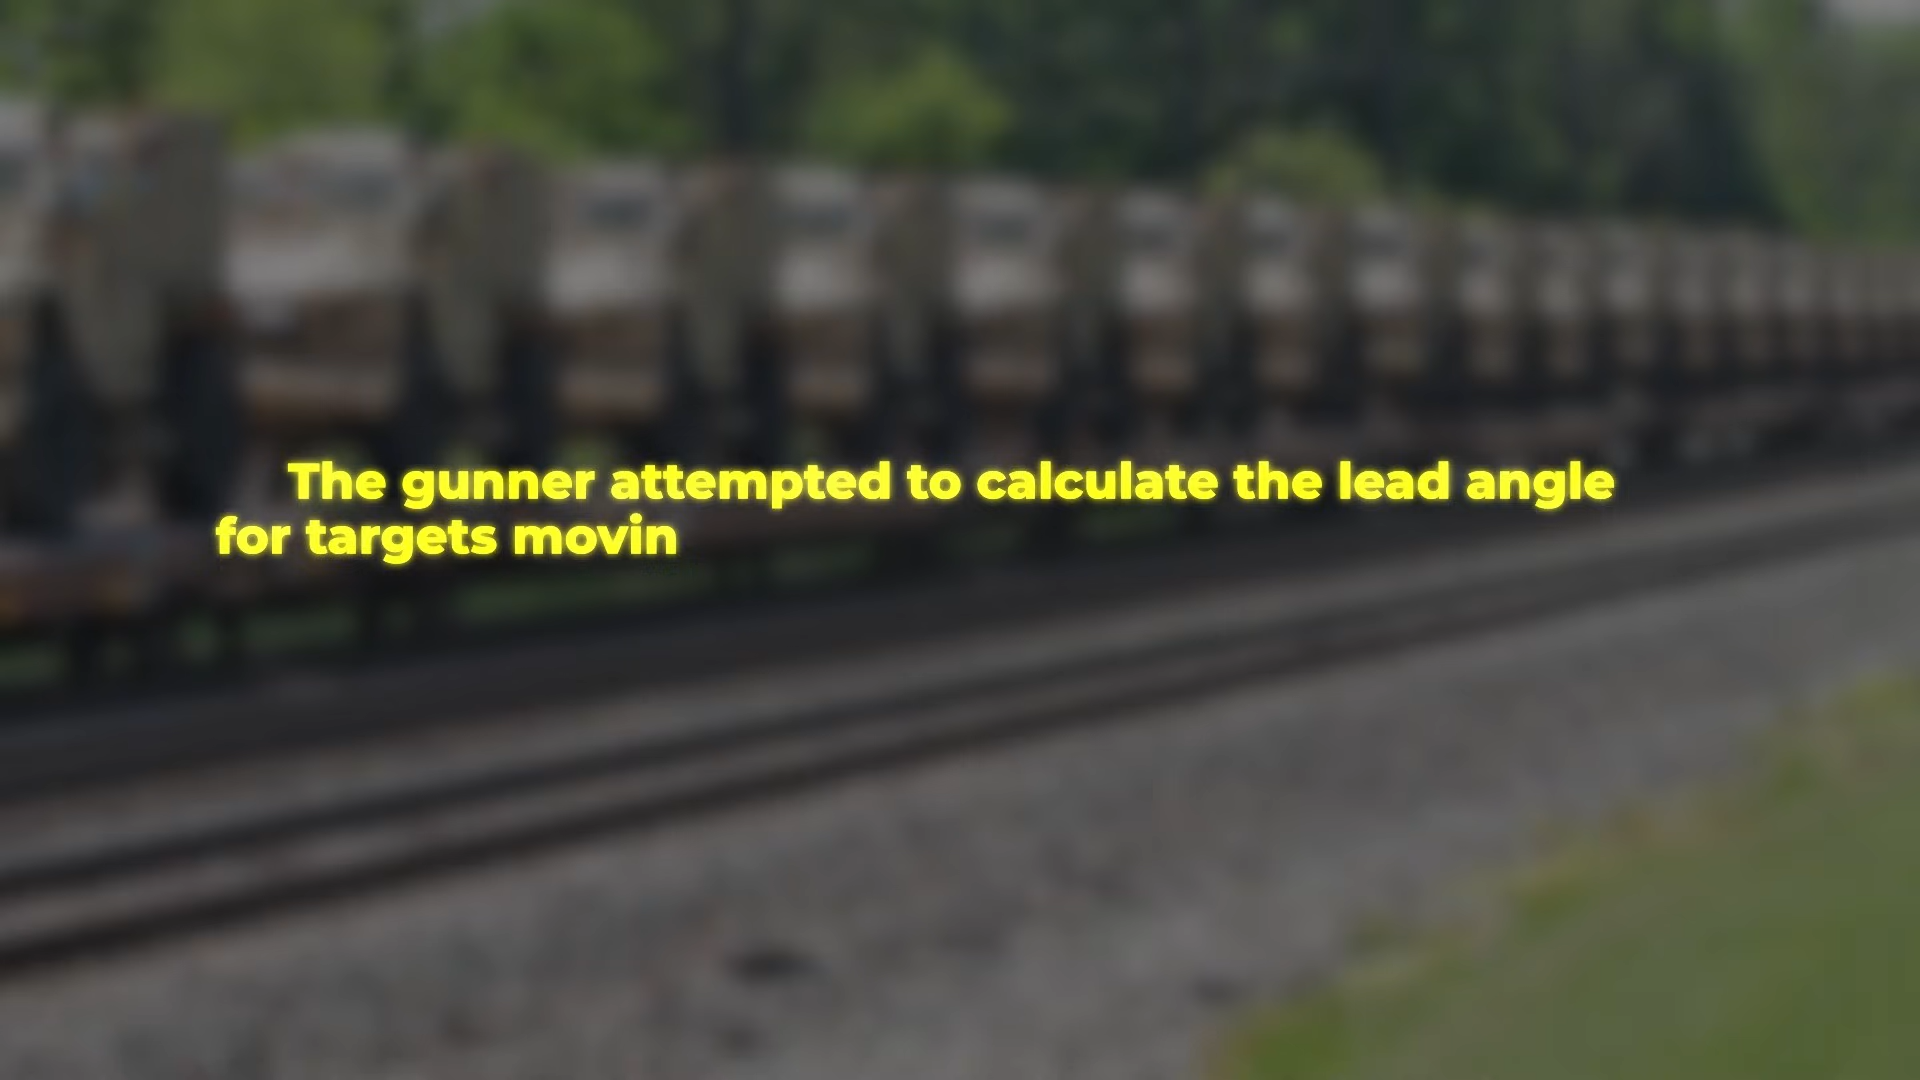 The gunner attempted to calculate the lead angle
for targets movin